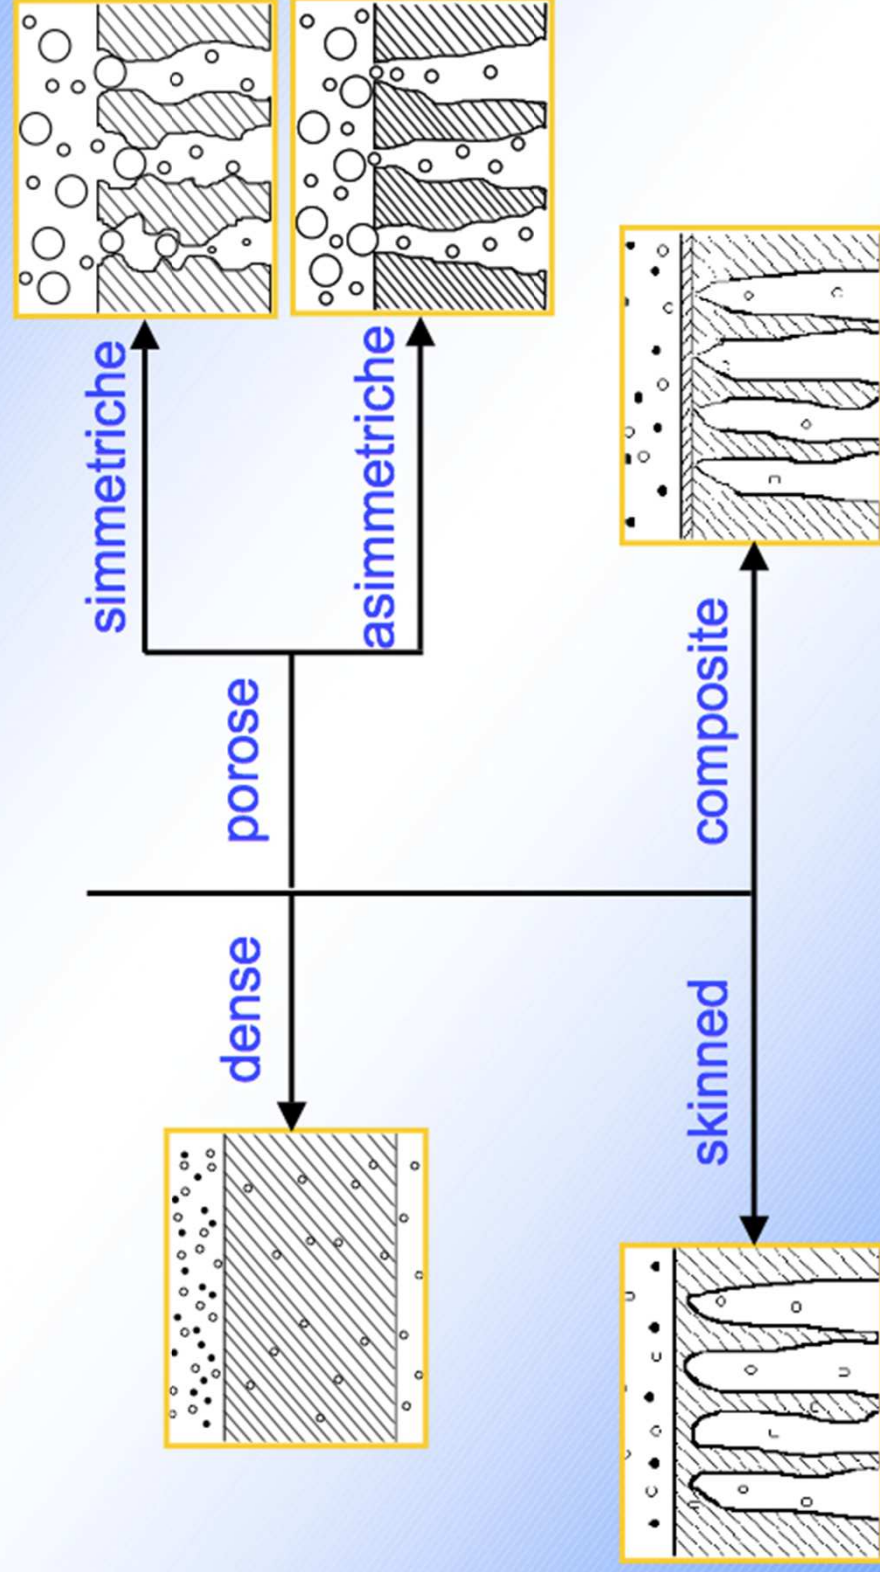 simmetriche
asimmetriche
porose
dense
composite
skinned